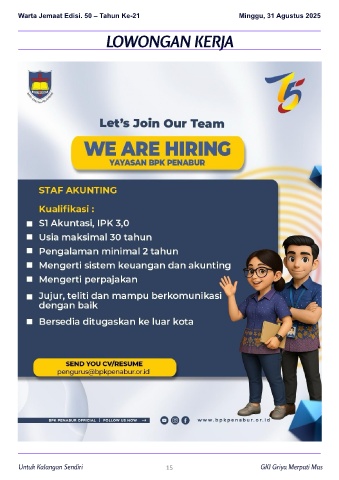 Warta Jemaat Edisi. 50 – Tahun Ke-21 Minggu, 31 Agustus 2025
LOWONGAN KERJA
75
Let's Join Our Team
WE ARE HIRING
YAYASAN BPK PENABUR
STAF AKUNTING
Kualifikasi :
S1 Akuntasi, IPK 3,0
Usia maksimal 30 tahun
Pengalaman minimal 2 tahun
Mengerti sistem keuangan dan akunting
Mengerti perpajakan
Jujur, teliti dan mampu berkomunikasi
dengan baik
Bersedia ditugaskan ke luar kota
SEND YOU CV/RESUME
pengurus@bpkpenabur.or.id
BPK PENABUR OFFICIAL | FOLLOW US NOW www.bpkpenabur.or.id
Untuk Kalangan Sendiri 15 GKI Griya Merpati Mas